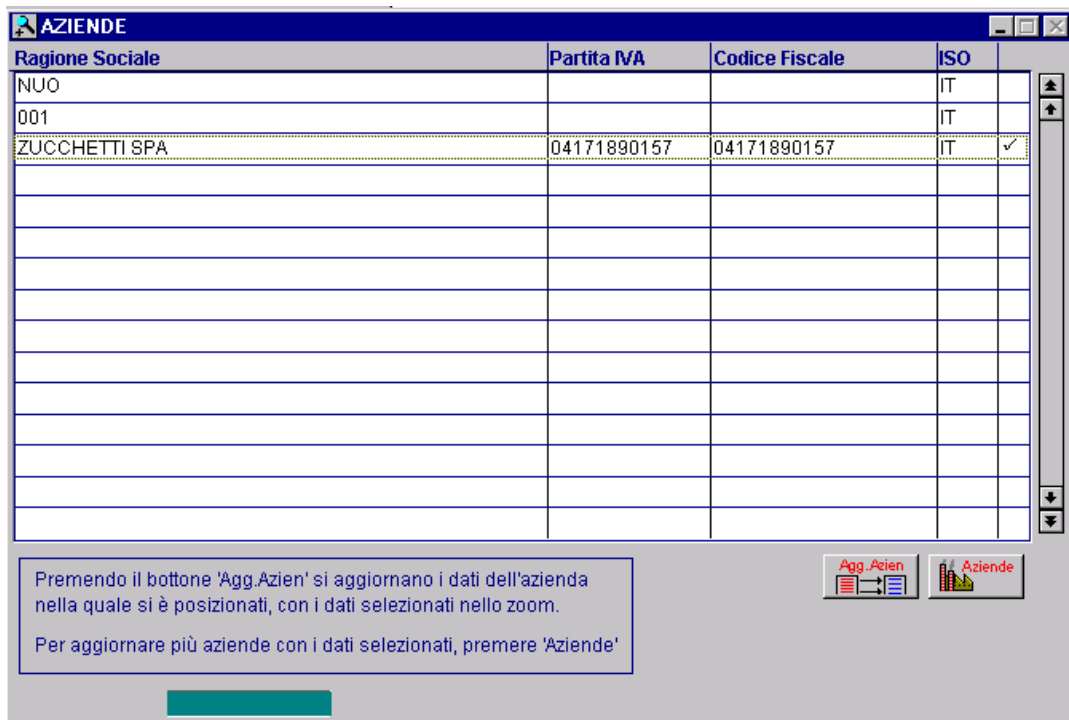 AZIENDE
Ragione Sociale Partita IVA Codice Fiscale ISO
NUO IT
001 IT
ZUCCHETTI SPA 04171890157 04171890157 IT ✓
Agg.Azien Aziende
Premendo il bottone 'Agg.Azien' si aggiornano i dati dell'azienda
nella quale si è posizionati, con i dati selezionati nello zoom.
Per aggiornare più aziende con i dati selezionati, premere 'Aziende'